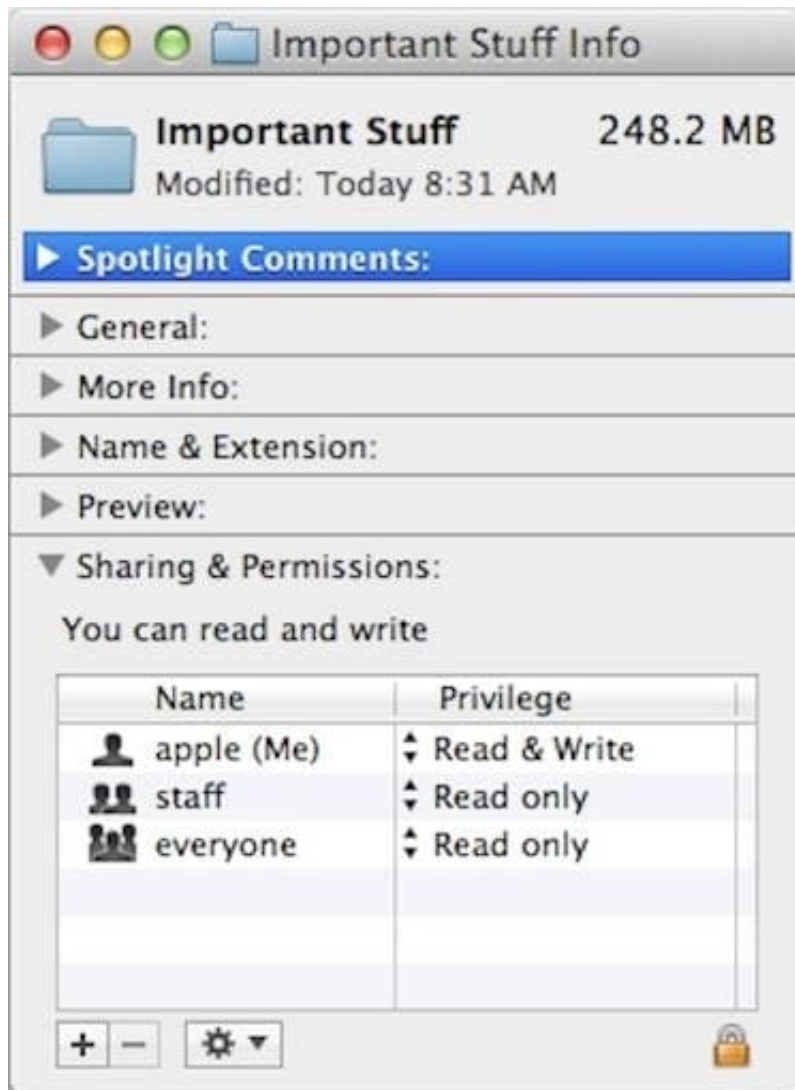 Important Stuff Info
Important Stuff 248.2 MB
Modified: Today 8:31 AM
Spotlight Comments:
General:
More Info:
Name & Extension:
Preview:
Sharing & Permissions:
You can read and write
Name Privilege
apple (Me) Read & Write
staff Read only
everyone Read only